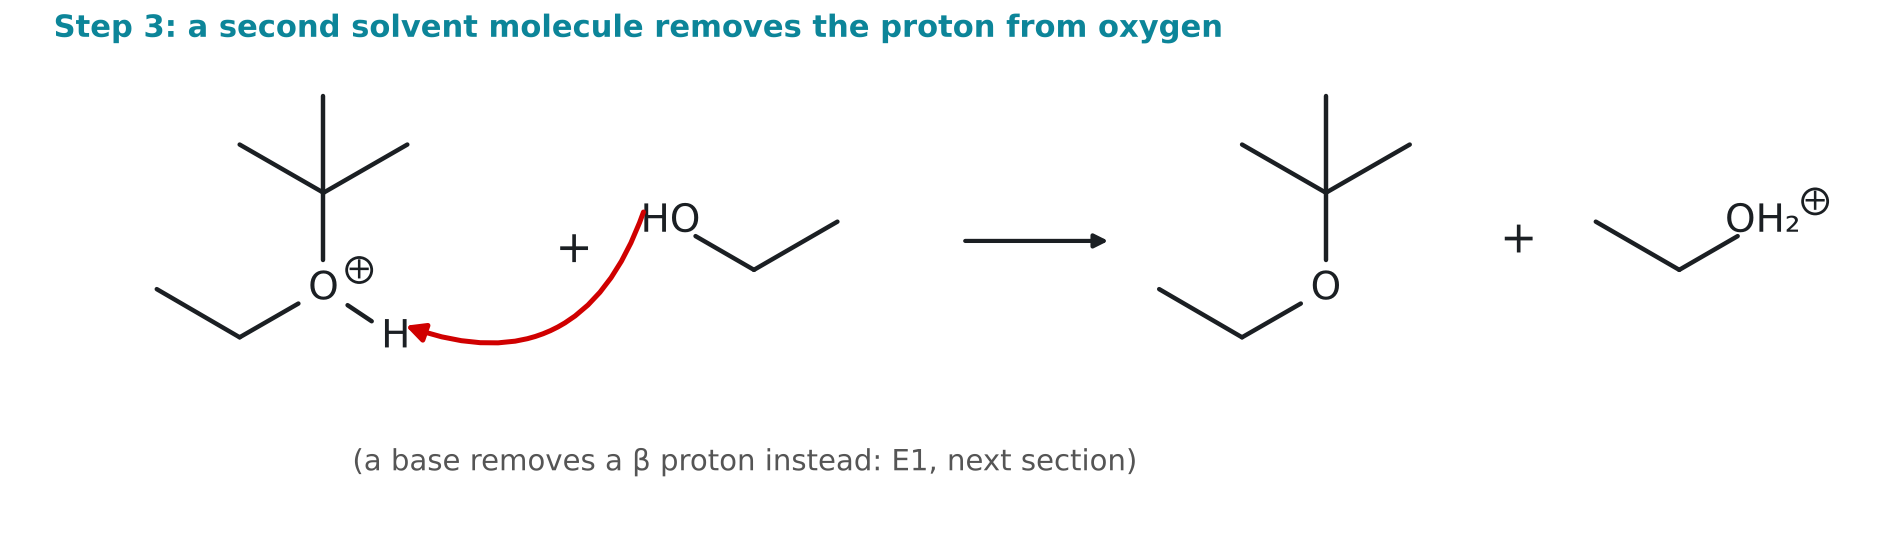 Step 3: a second solvent molecule removes the proton from oxygen
O⊕
H
+
HO
O
+
OH₂⊕
(a base removes a β proton instead: E1, next section)